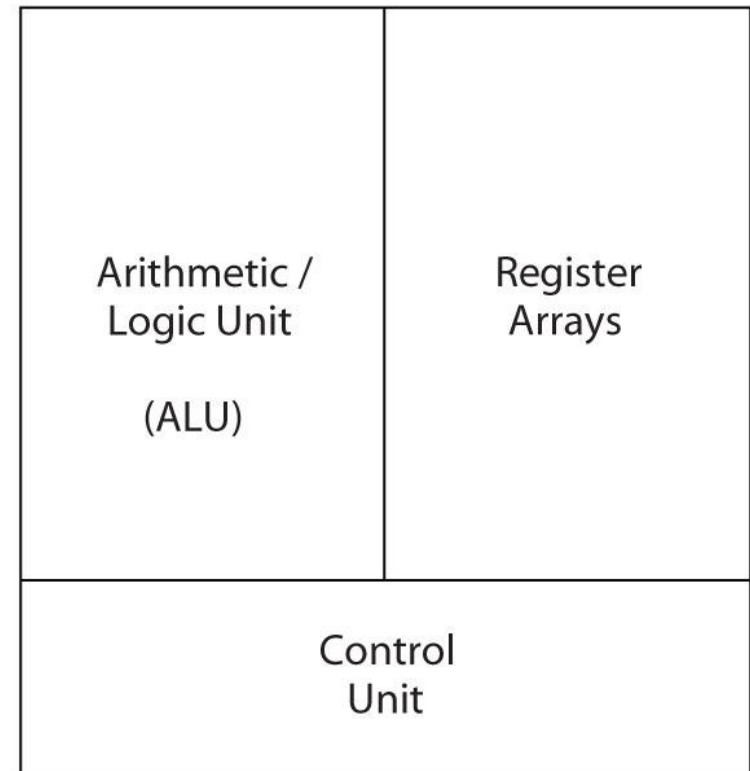 Arithmetic /
Logic Unit
(ALU)
Register
Arrays
Control
Unit